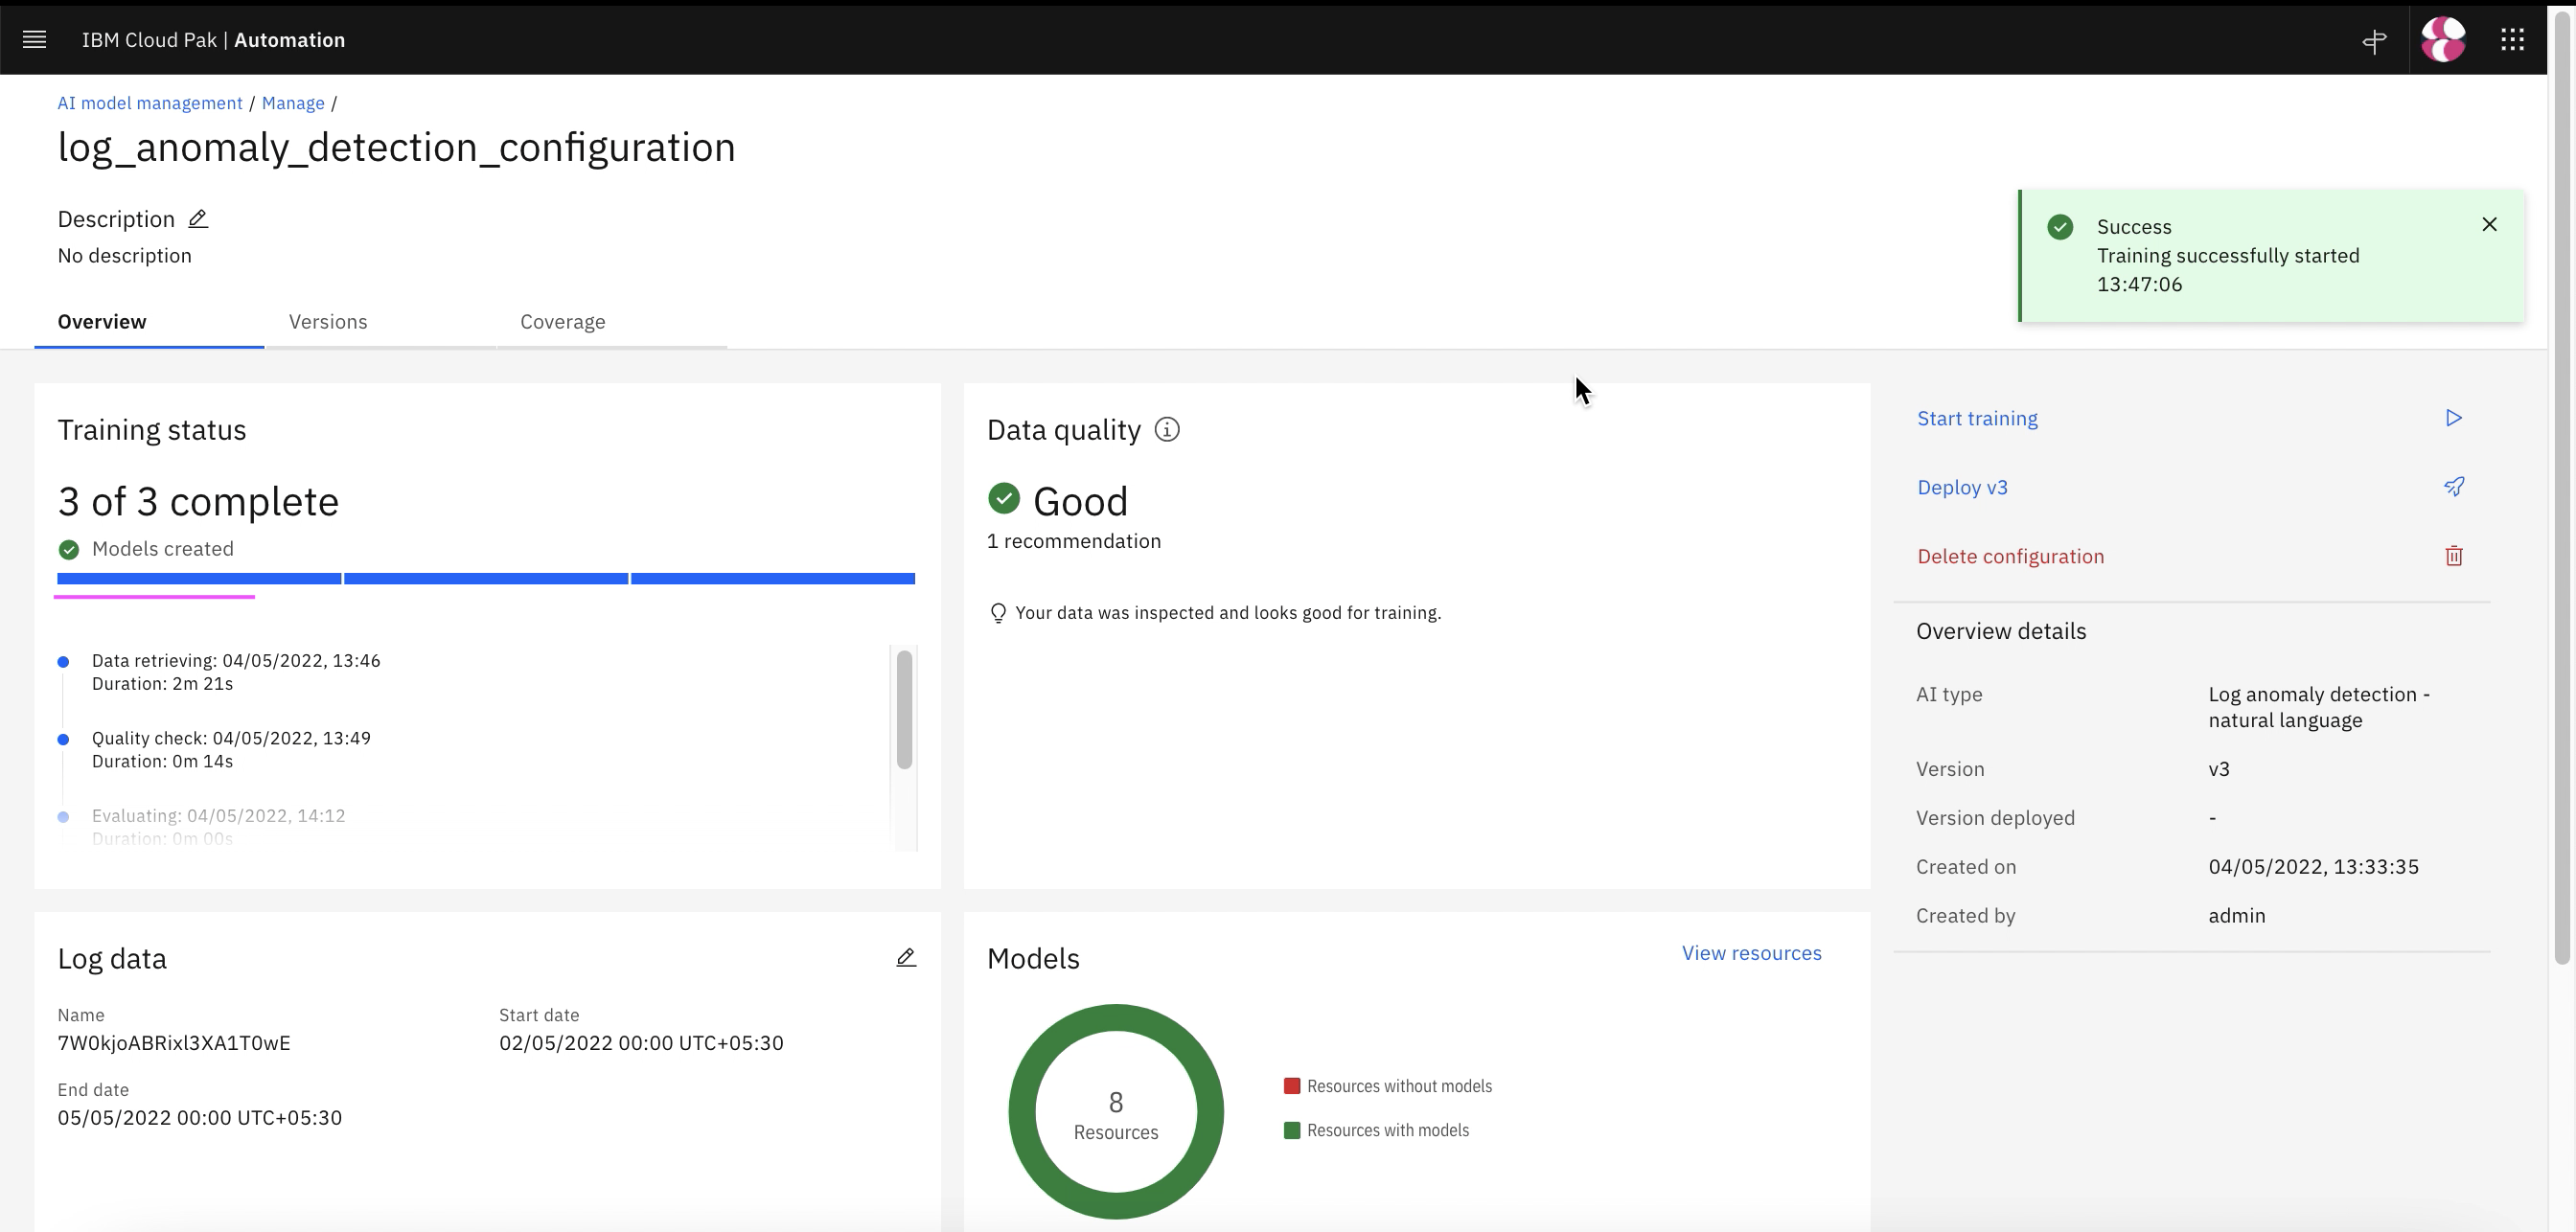 IBM Cloud Pak | Automation
AI model management / Manage /
log_anomaly_detection_configuration
Description
No description
Success
Training successfully started
13:47:06
Overview
Versions
Coverage
Training status
3 of 3 complete
Models created
Data retrieving: 04/05/2022, 13:46
Duration: 2m 21s
Quality check: 04/05/2022, 13:49
Duration: 0m 14s
Evaluating: 04/05/2022, 14:12
Duration: 0m 00s
Data quality
Good
1 recommendation
Your data was inspected and looks good for training.
Start training
Deploy v3
Delete configuration
Overview details
AI type
Log anomaly detection -
natural language
Version
v3
Version deployed
-
Created on
04/05/2022, 13:33:35
Created by
admin
Log data
Name
7W0kjoABRixl3XA1T0wE
Start date
02/05/2022 00:00 UTC+05:30
End date
05/05/2022 00:00 UTC+05:30
Models
View resources
8
Resources
Resources without models
Resources with models